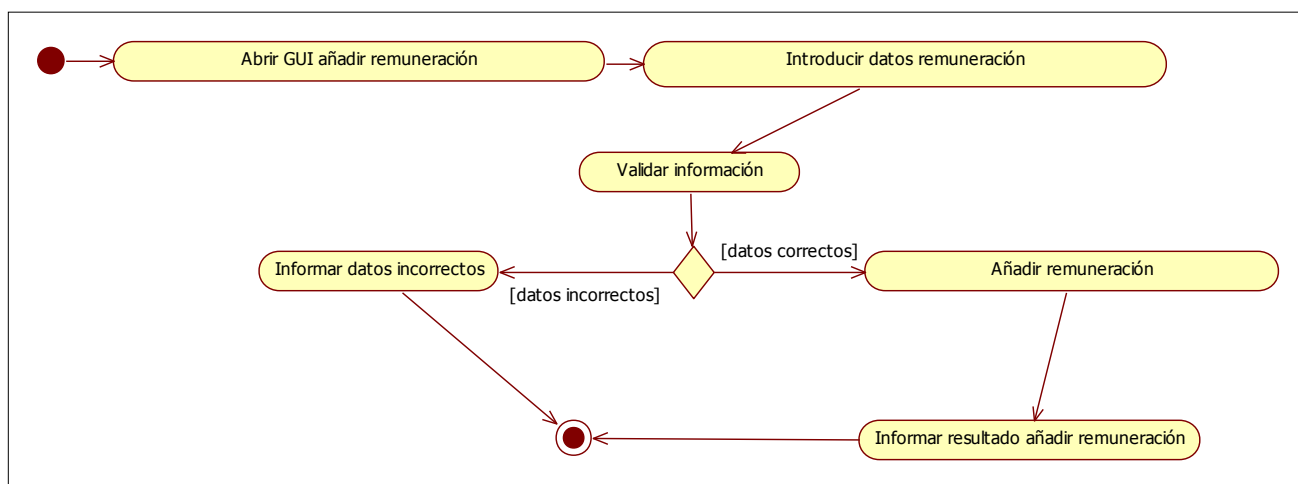 Abrir GUI añadir remuneración
Introducir datos remuneración
Validar información
[datos correctos]
Informar datos incorrectos
Añadir remuneración
[datos incorrectos]
Informar resultado añadir remuneración